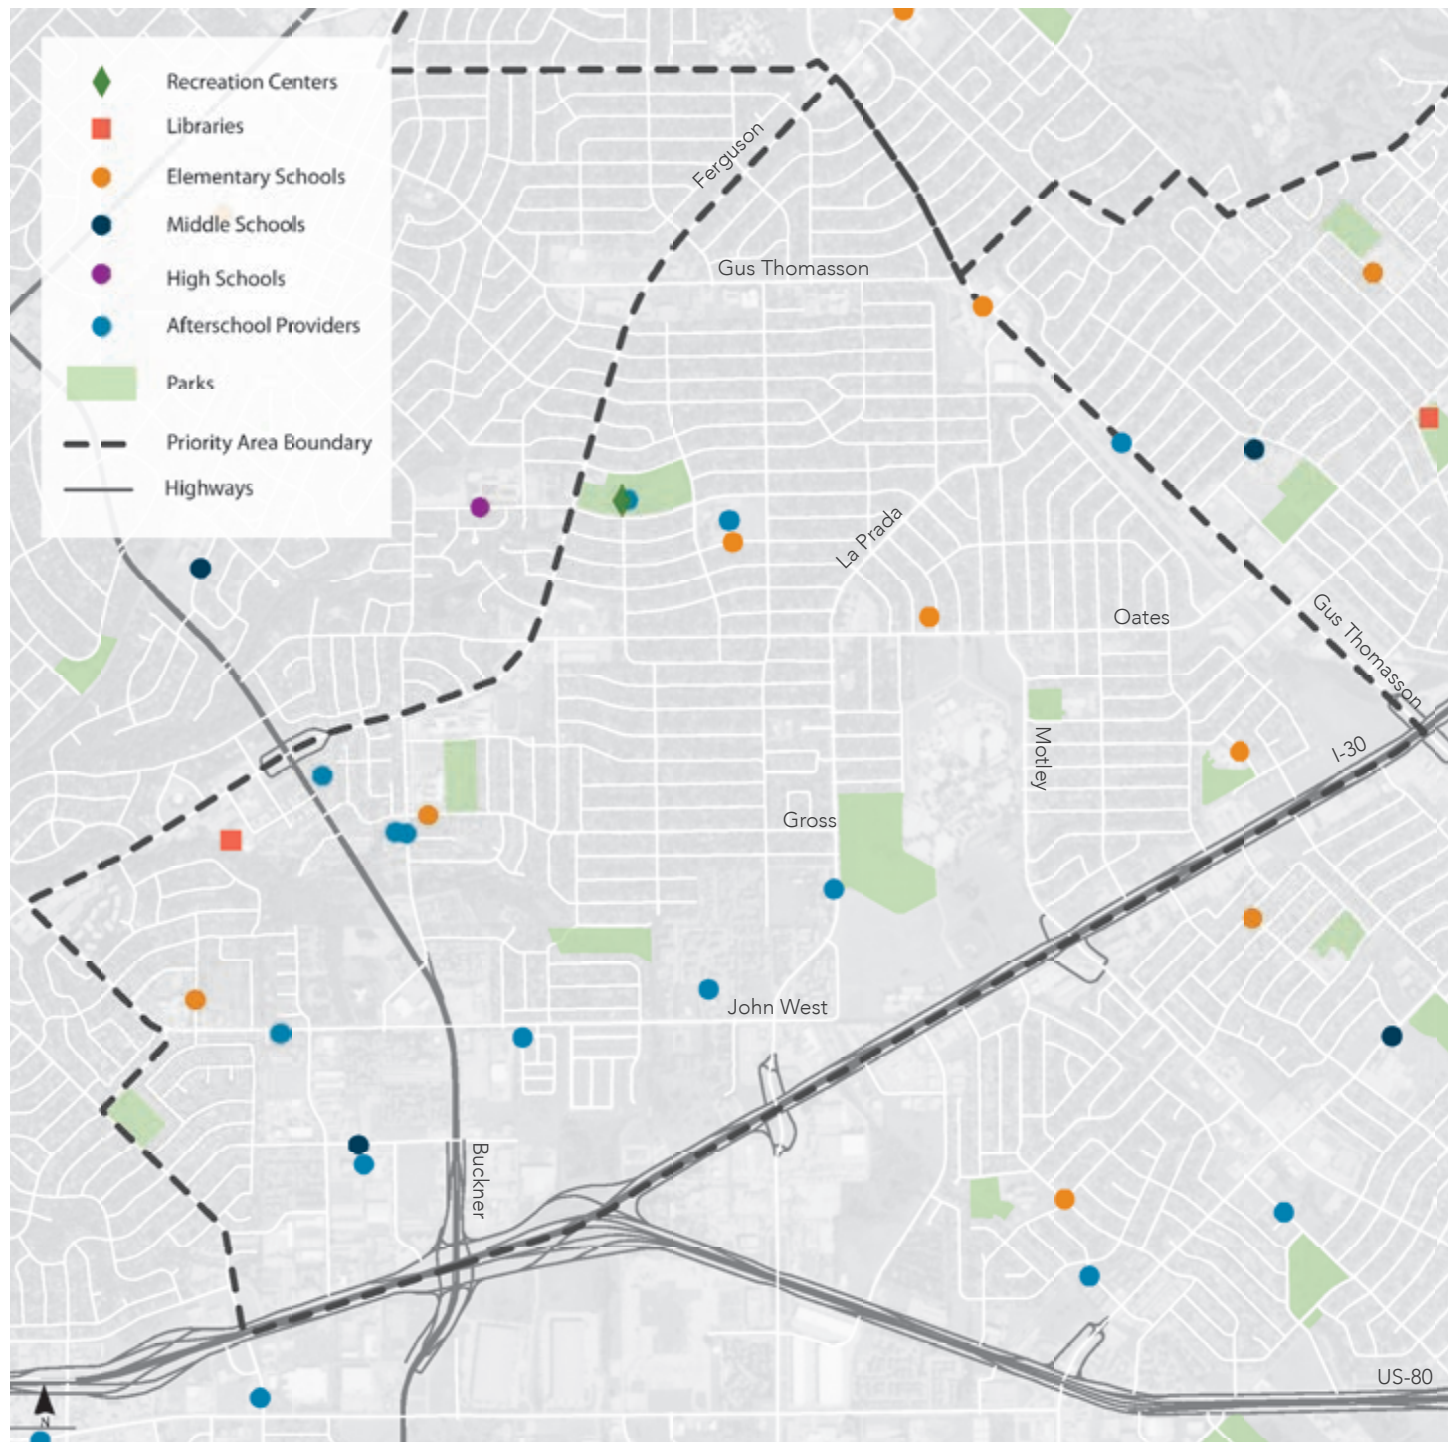 Recreation Centers
Libraries
Elementary Schools
Middle Schools
High Schools
Afterschool Providers
Parks
Priority Area Boundary
Highways
Ferguson
Gus Thomasson
La Prada
Oates
Gus Thomasson
Motley
I-30
Gross
John West
Buckner
US-80
N